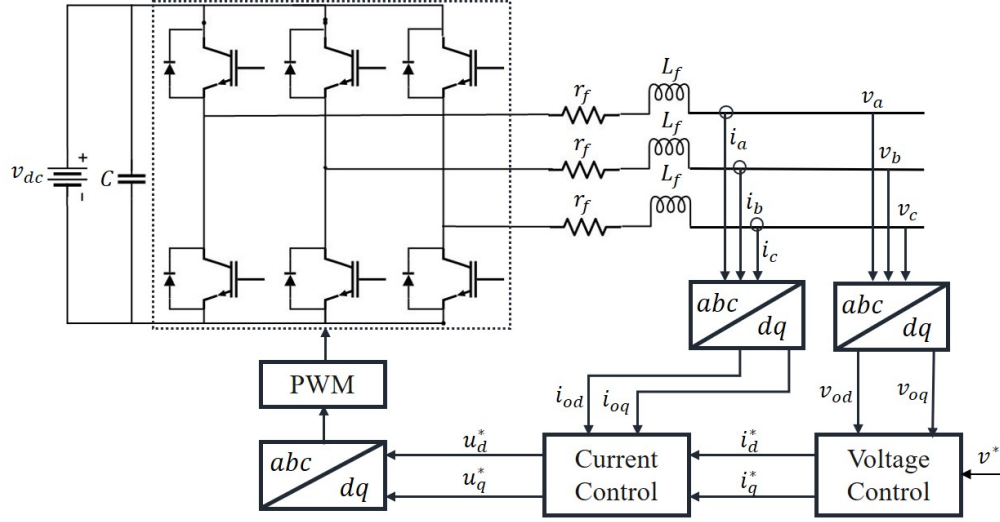 L_f
r_f
v_a
i_a
L_f
r_f
v_b
+
v_dc
C
-
L_f
i_b
r_f
v_c
i_c
abc
dq
abc
dq
PWM
i_od
i_oq
v_od
v_oq
abc
dq
u_d^*
u_q^*
Current
Control
i_d^*
i_q^*
Voltage
Control
v^*